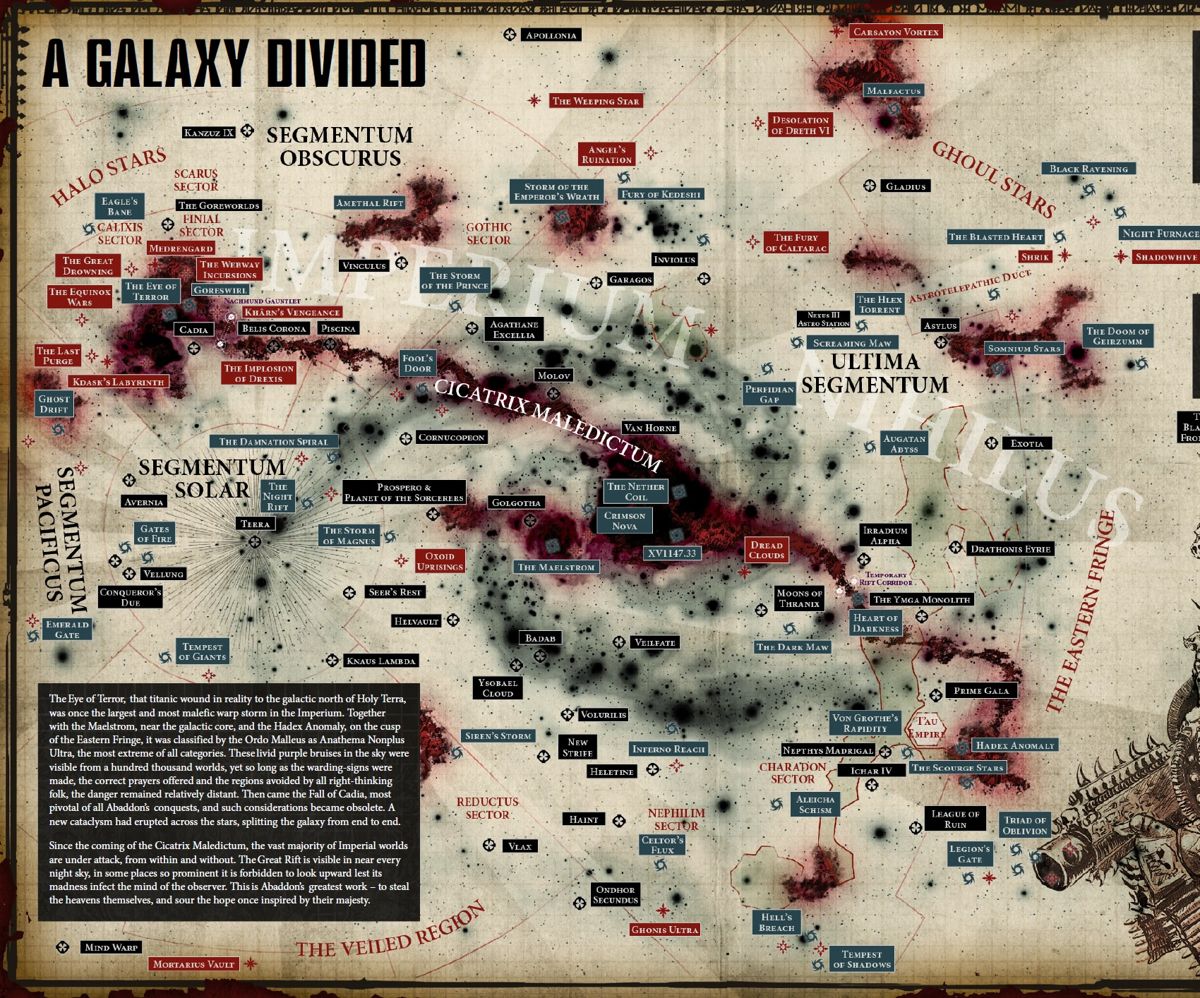 A GALAXY DIVIDED
APOLLONIA
CARSAYON VORTEX
THE WEEPING STAR
MALFACTUS
KANZUZ IX
SEGMENTUM
OBSCURUS
DESOLATION
OF DRETH VI
ANGEL'S
RUINATION
HALO STARS
GHOUL STARS
SCARUS
SECTOR
BLACK RAVENING
GLADIUS
STORM OF THE
EMPEROR'S WRATH
FURY OF KEDESHI
EAGLE'S
BANE
THE GOREWORLDS
AMETHAL RIFT
CALIXIS
SECTOR
FINIAL
SECTOR
GOTHIC
SECTOR
IMPERIUM
NIHILUS
NIGHT FURNACE
THE BLASTED HEART
THE FURY
OF CALTARAC
MEDRENGARD
SHRIK
SHADOWHIVE
THE GREAT
DROWNING
THE WEBWAY
INCURSIONS
VINCULUS
INVIOLUS
THE STORM
OF THE PRINCE
GARAGOS
ASTROTELEPATHIC DUCT
THE EQUINOX
WARS
THE EYE OF
TERROR
GORESWIRL
NACHMUND GAUNTLET
KHÂRN'S VENGEANCE
THE HLEX
TORRENT
NEXUS III
ASTRO STATION
ASYLUS
CADIA
BELIS CORONA
PISCINA
AGATHANE
EXCELLIA
SCREAMING MAW
SOMNIUM STARS
THE DOOM OF
GEIRZUMM
THE LAST
PURGE
THE IMPLOSION
OF DREXIS
FOOL'S
DOOR
ULTIMA
SEGMENTUM
KDASK'S LABYRINTH
MOLOV
CICATRIX MALEDICTUM
PERFIDIAN
GAP
GHOST
DRIFT
VAN HORNE
THE DAMNATION SPIRAL
CORNUCOPEON
AUGATAN
ABYSS
EXOTIA
SEGMENTUM
SOLAR
SEGMENTUM
PACIFICUS
THE
NIGHT
RIFT
PROSPERO &
PLANET OF THE SORCERERS
THE NETHER
COIL
AVERNIA
GOLGOTHA
CRIMSON
NOVA
TERRA
GATES
OF FIRE
THE STORM
OF MAGNUS
IRRADIUM
ALPHA
DRATHONIS EYRIE
XV1147.33
DREAD
CLOUDS
OXOID
UPRISINGS
THE MAELSTROM
VELLUNG
TEMPORARY
RIFT CORRIDOR
THE EASTERN FRINGE
CONQUEROR'S
DUE
SEER'S REST
MOONS OF
THRANIX
THE YMGA MONOLITH
HELVAULT
HEART OF
DARKNESS
EMERALD
GATE
BADAB
VEILFATE
THE DARK MAW
TEMPEST
OF GIANTS
KNAUS LAMBDA
YSOBAEL
CLOUD
PRIME GALA
VOLURILIS
VON GROTHE'S
RAPIDITY
T'AU
EMPIRE
SIREN'S STORM
NEW
STRIFE
INFERNO REACH
NEPTHYS MADRIGAL
HADEX ANOMALY
HELETINE
CHARADON
SECTOR
ICHAR IV
THE SCOURGE STARS
REDUCTUS
SECTOR
ALEICHA
SCHISM
NEPHILIM
SECTOR
HAINT
LEAGUE OF
RUIN
TRIAD OF
OBLIVION
VLAX
CELTOR'S
FLUX
LEGION'S
GATE
ONDHOR
SECUNDUS
GHONIS ULTRA
HELL'S
BREACH
TEMPEST
OF SHADOWS
The Eye of Terror, that titanic wound in reality to the galactic north of Holy Terra,
was once the largest and most malefic warp storm in the Imperium. Together
with the Maelstrom, near the galactic core, and the Hadex Anomaly, on the cusp
of the Eastern Fringe, it was classified by the Ordo Malleus as Anathema Nonplus
Ultra, the most extreme of all categories. These livid purple bruises in the sky were
visible from a hundred thousand worlds, yet so long as the warding-signs were
made, the correct prayers offered and the regions avoided by all right-thinking
folk, the danger remained relatively distant. Then came the Fall of Cadia, most
pivotal of all Abaddon's conquests, and such considerations became obsolete. A
new cataclysm had erupted across the stars, splitting the galaxy from end to end.
Since the coming of the Cicatrix Maledictum, the vast majority of Imperial worlds
are under attack, from within and without. The Great Rift is visible in near every
night sky, in some places so prominent it is forbidden to look upward lest its
madness infect the mind of the observer. This is Abaddon's greatest work – to steal
the heavens themselves, and sour the hope once inspired by their majesty.
THE VEILED REGION
MIND WARP
MORTARIUS VAULT